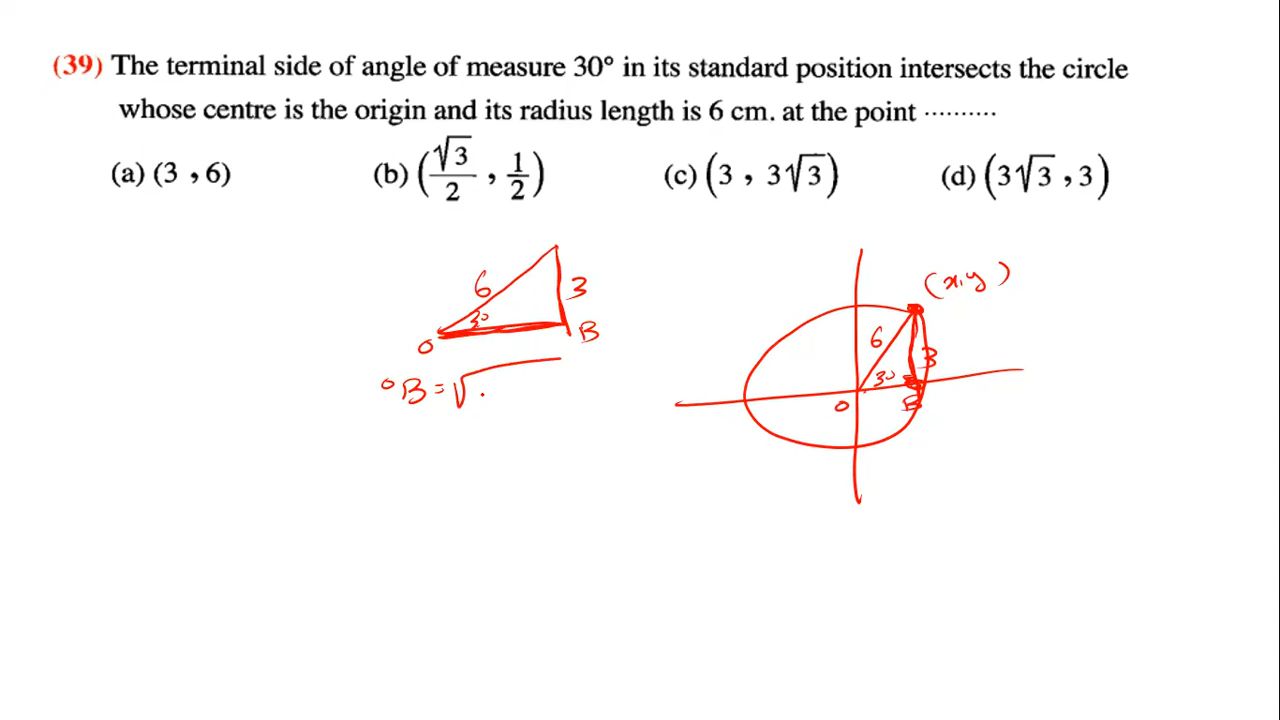 (39) The terminal side of angle of measure 30° in its standard position intersects the circle
whose centre is the origin and its radius length is 6 cm. at the point ··········
(a) (3 , 6) (b) (√3/2 , 1/2) (c) (3 , 3√3) (d) (3√3 , 3)
(x,y)
6 3
30
O B
OB = √.
6 3
30
O B